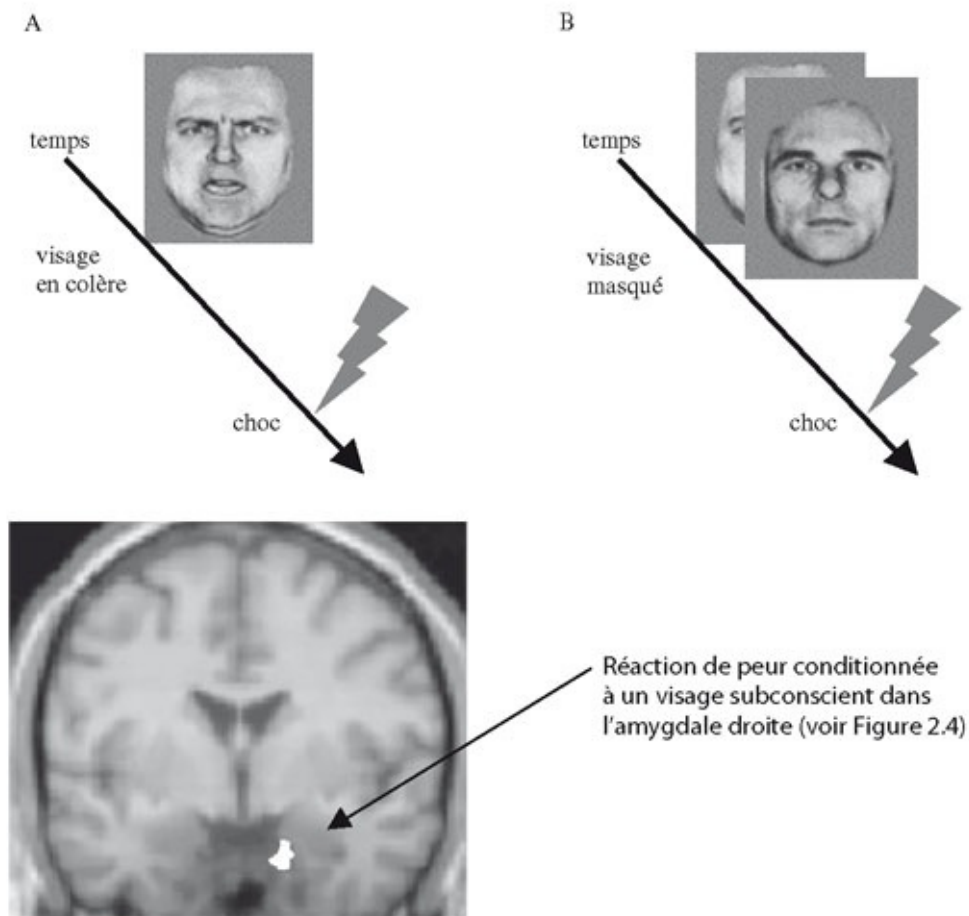 A
temps
visage
en colère
choc
B
temps
visage
masqué
choc
Réaction de peur conditionnée
à un visage subconscient dans
l'amygdale droite (voir Figure 2.4)